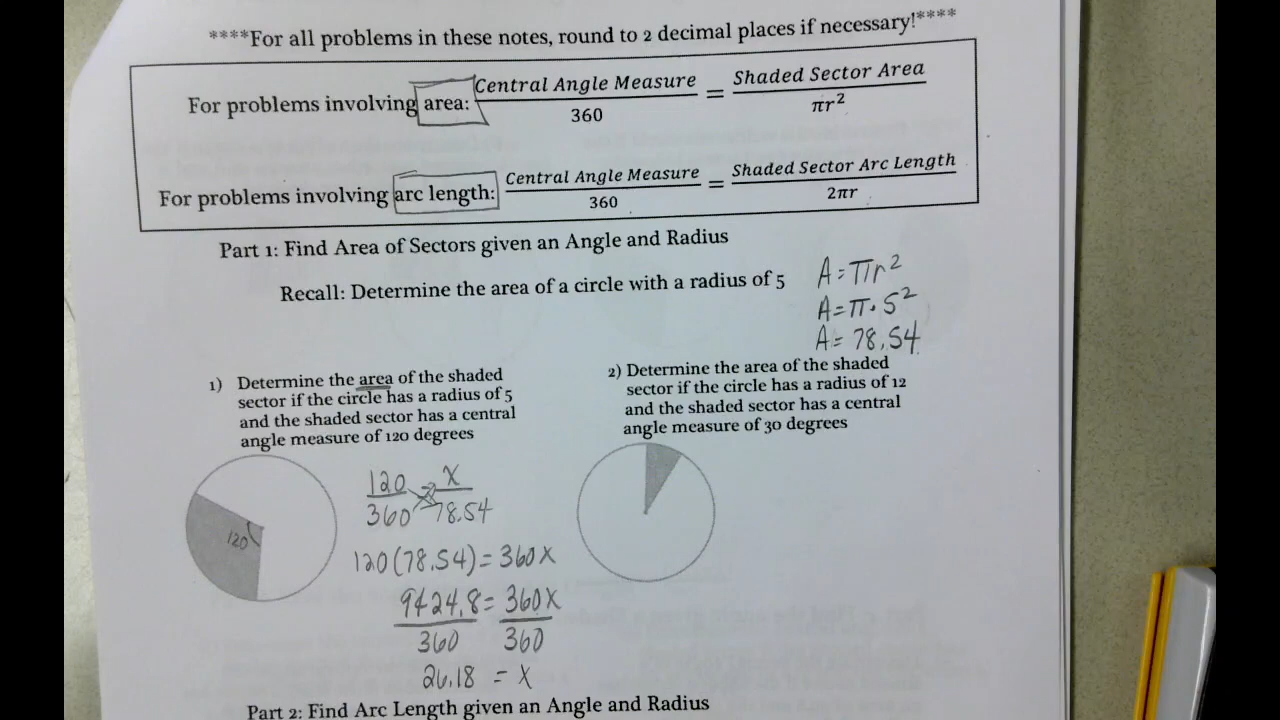 ****For all problems in these notes, round to 2 decimal places if necessary!****
For problems involving area: Central Angle Measure / 360 = Shaded Sector Area / πr²
For problems involving arc length: Central Angle Measure / 360 = Shaded Sector Arc Length / 2πr
Part 1: Find Area of Sectors given an Angle and Radius
Recall: Determine the area of a circle with a radius of 5
A = πr²
A = π · 5²
A = 78.54
1) Determine the area of the shaded
sector if the circle has a radius of 5
and the shaded sector has a central
angle measure of 120 degrees
120
120 / 360 = x / 78.54
120(78.54) = 360x
9424.8 / 360 = 360x / 360
26.18 = x
2) Determine the area of the shaded
sector if the circle has a radius of 12
and the shaded sector has a central
angle measure of 30 degrees
Part 2: Find Arc Length given an Angle and Radius